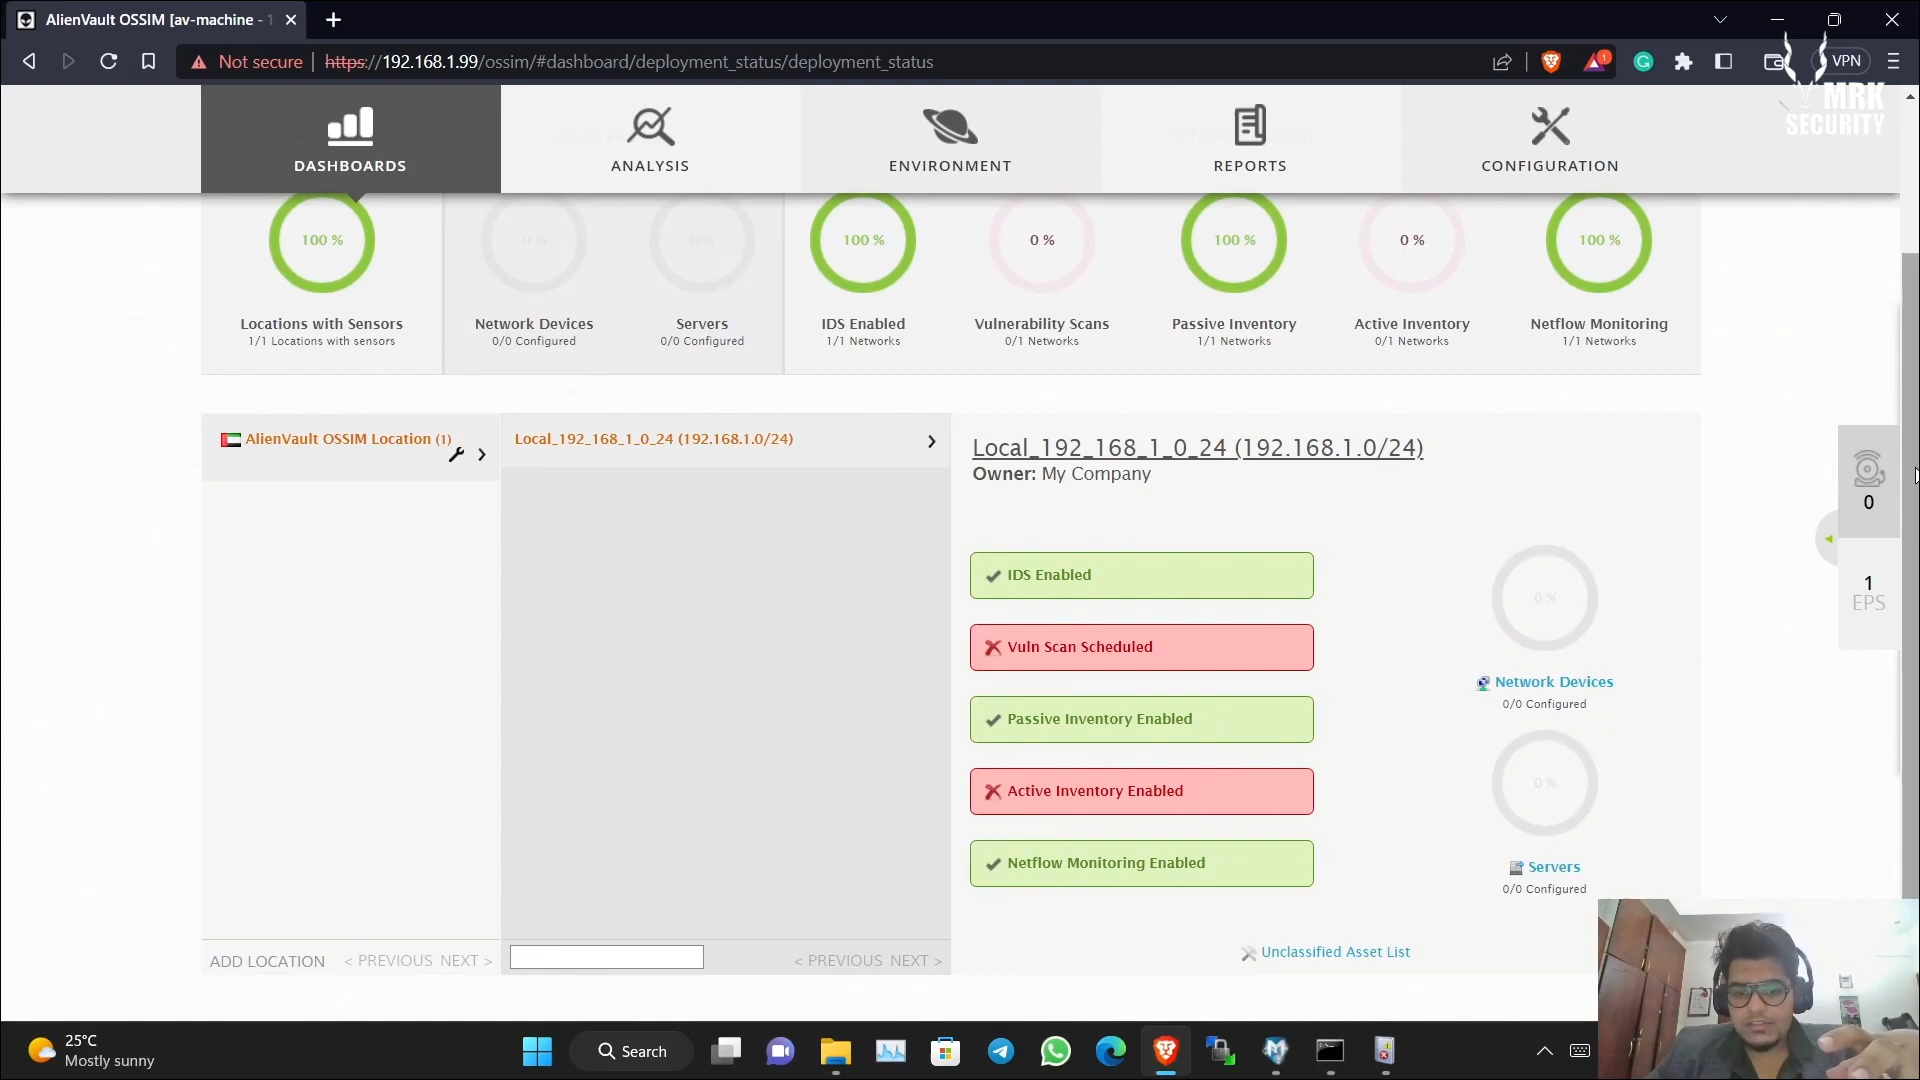 AlienVault OSSIM [av-machine - 1
Not secure
https://192.168.1.99/ossim/#dashboard/deployment_status/deployment_status
1
VPN
MRK
SECURITY
DASHBOARDS
ANALYSIS
ENVIRONMENT
REPORTS
CONFIGURATION
100 %
0 %
0 %
100 %
0 %
100 %
0 %
100 %
Locations with Sensors
1/1 Locations with sensors
Network Devices
0/0 Configured
Servers
0/0 Configured
IDS Enabled
1/1 Networks
Vulnerability Scans
0/1 Networks
Passive Inventory
1/1 Networks
Active Inventory
0/1 Networks
Netflow Monitoring
1/1 Networks
AlienVault OSSIM Location (1)
Local_192_168_1_0_24 (192.168.1.0/24)
Local_192_168_1_0_24 (192.168.1.0/24)
Owner: My Company
IDS Enabled
Vuln Scan Scheduled
Passive Inventory Enabled
Active Inventory Enabled
Netflow Monitoring Enabled
0 %
Network Devices
0/0 Configured
0 %
Servers
0/0 Configured
0
1
EPS
Unclassified Asset List
ADD LOCATION
< PREVIOUS NEXT >
< PREVIOUS NEXT >
25°C
Mostly sunny
Search